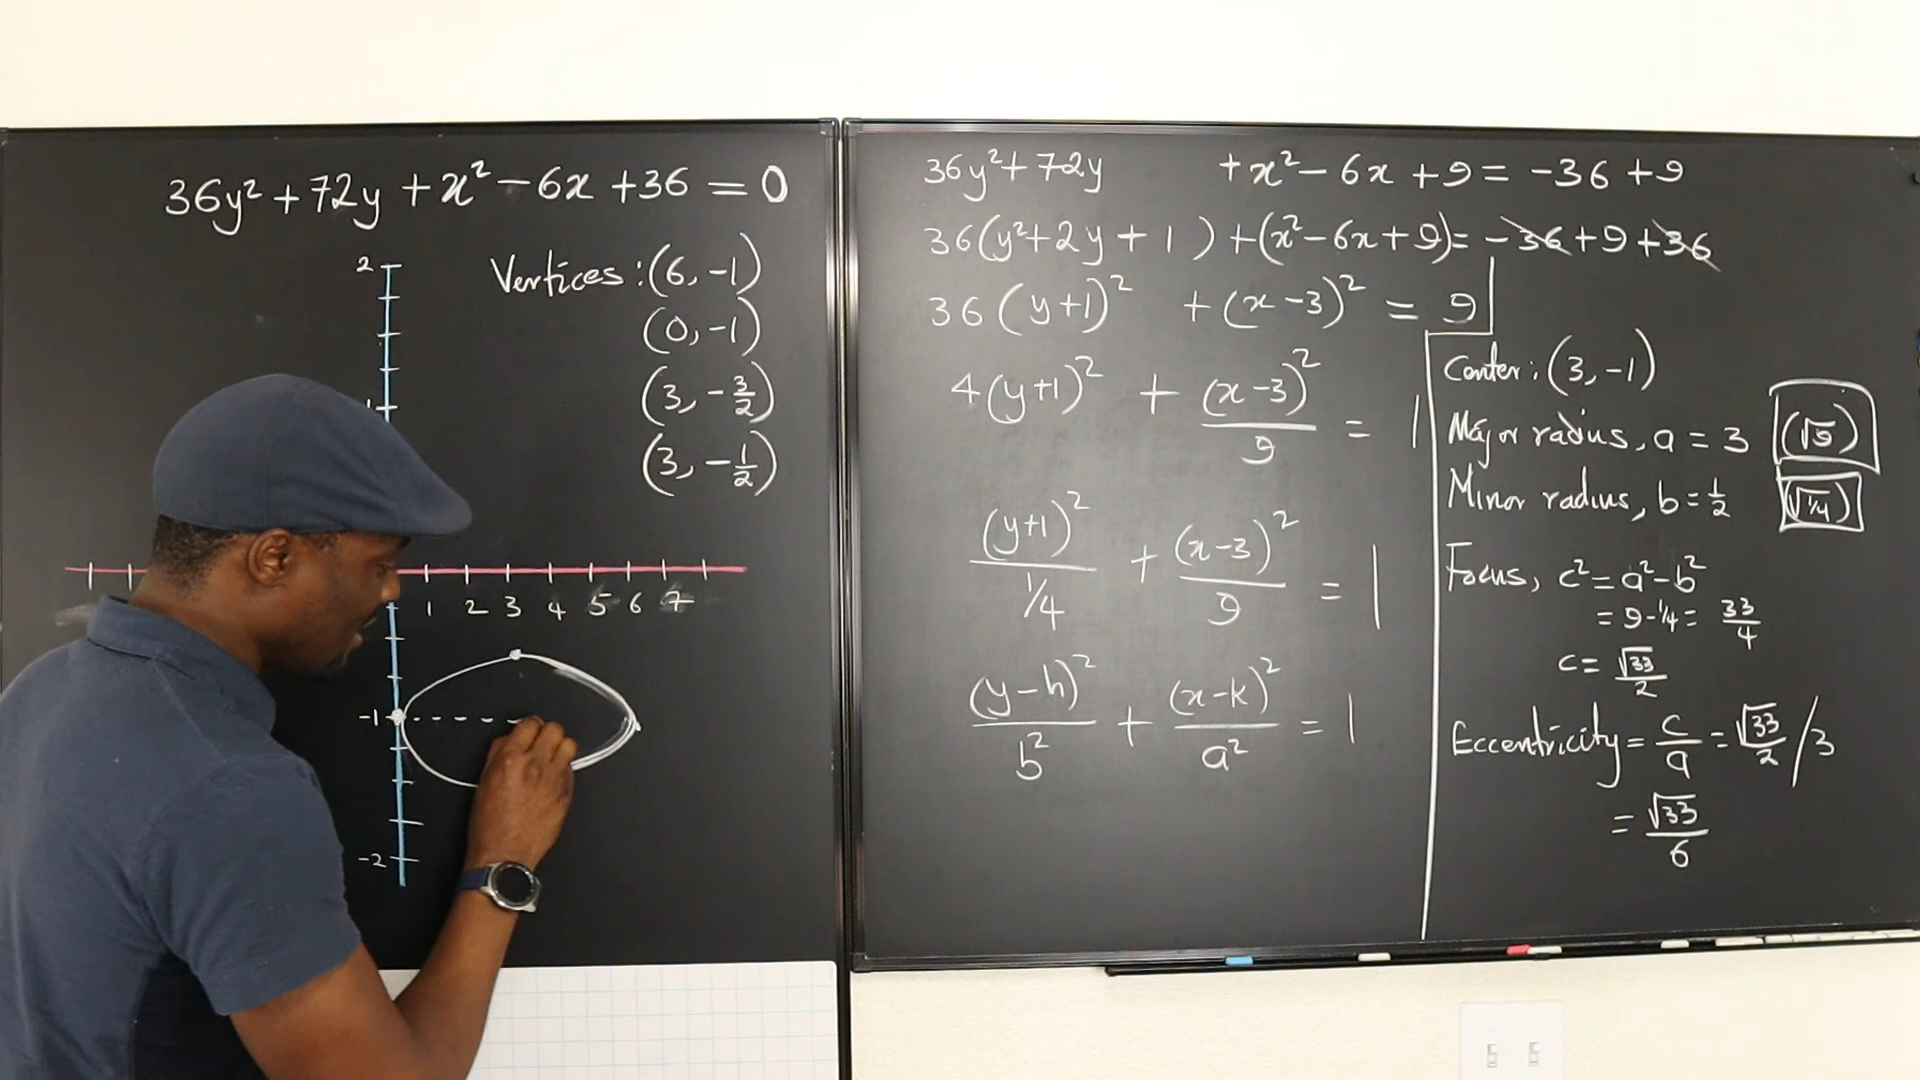 36y² + 72y + x² − 6x + 36 = 0
Vertices : (6, −1)
(0, −1)
(3, −3/2)
(3, −1/2)
2
1
1 2 3 4 5 6 7
−1
−2
36y² + 72y + x² − 6x + 9 = −36 + 9
36(y² + 2y + 1) + (x² − 6x + 9) = −36 + 9 + 36
36(y+1)² + (x−3)² = 9
4(y+1)² + (x−3)²/9 = 1
(y+1)²/(1/4) + (x−3)²/9 = 1
(y−h)²/b² + (x−k)²/a² = 1
Center : (3, −1)
Major radius, a = 3 (√9)
Minor radius, b = 1/2 (√1/4)
Focus, c² = a² − b²
= 9 − 1/4 = 33/4
c = √33/2
Eccentricity = c/a = √33/2 / 3
= √33/6